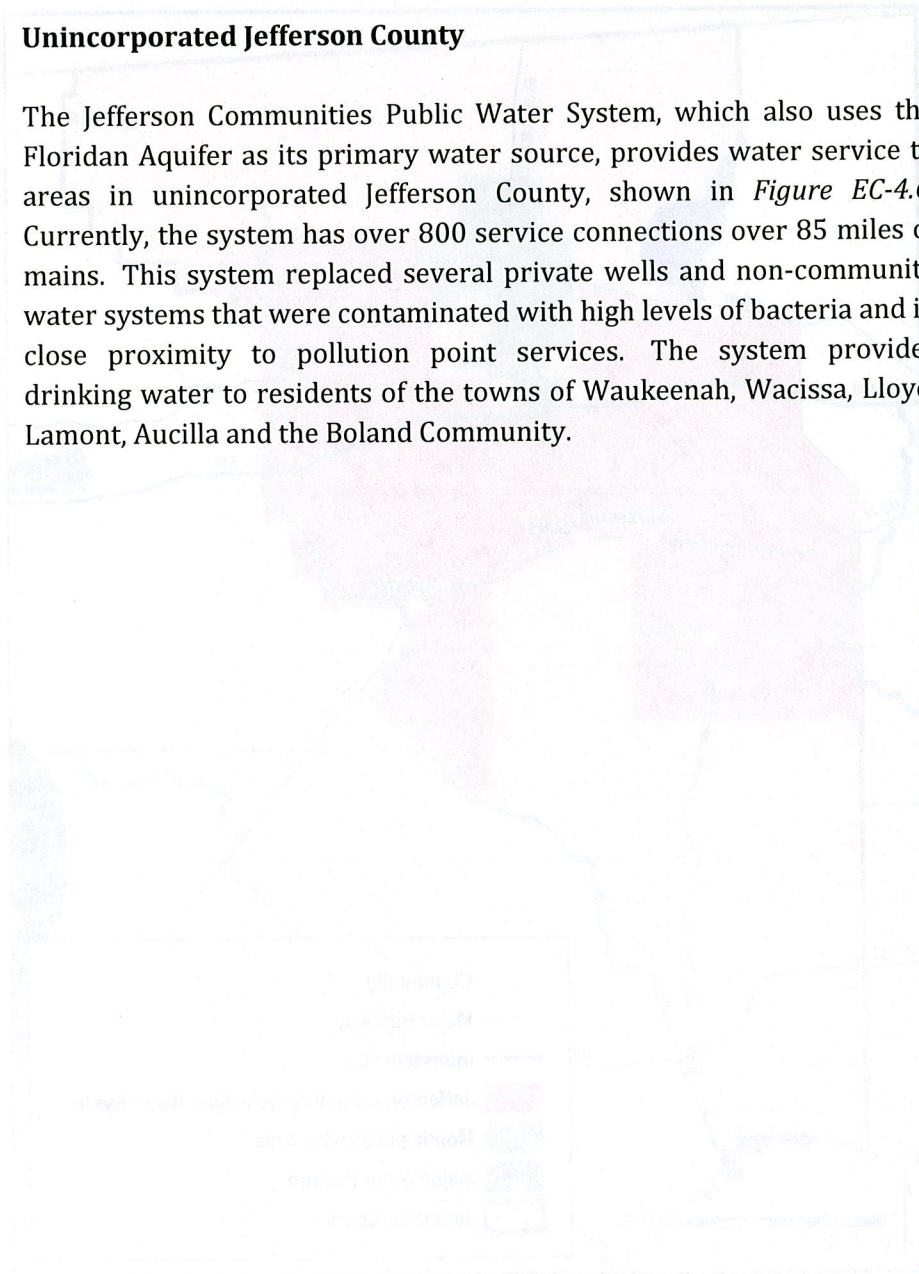 Unincorporated Jefferson County
The Jefferson Communities Public Water System, which also uses th
Floridan Aquifer as its primary water source, provides water service t
areas in unincorporated Jefferson County, shown in Figure EC-4.
Currently, the system has over 800 service connections over 85 miles
mains. This system replaced several private wells and non-communit
water systems that were contaminated with high levels of bacteria and i
close proximity to pollution point services. The system provide
drinking water to residents of the towns of Waukeenah, Wacissa, Lloy
Lamont, Aucilla and the Boland Community.
Community